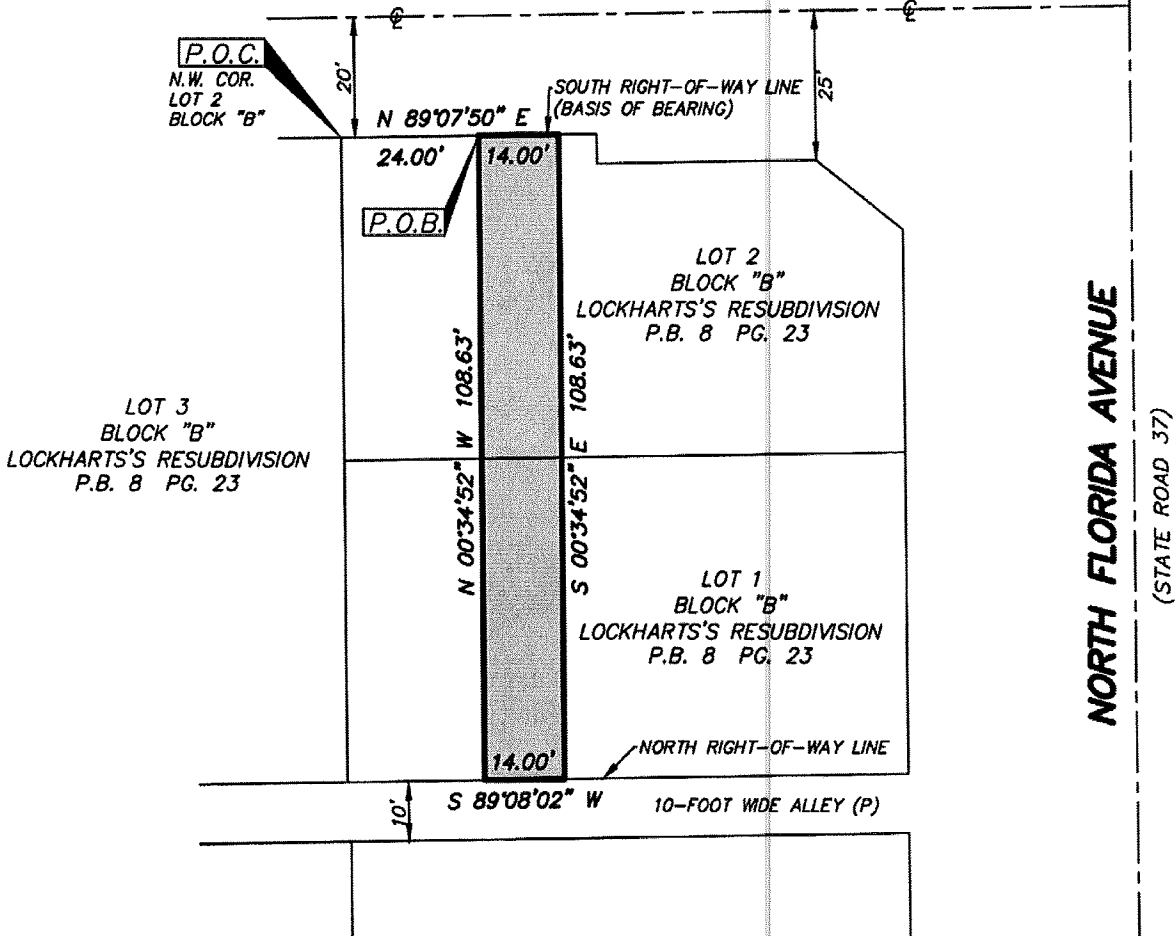 ℄
℄
P.O.C.
N.W. COR.
LOT 2
BLOCK "B"
20'
25'
SOUTH RIGHT-OF-WAY LINE
(BASIS OF BEARING)
N 89°07'50" E
24.00'
14.00'
P.O.B.
LOT 2
BLOCK "B"
LOCKHARTS'S RESUBDIVISION
P.B. 8 PG. 23
N 00°34'52" W 108.63'
S 00°34'52" E 108.63'
LOT 3
BLOCK "B"
LOCKHARTS'S RESUBDIVISION
P.B. 8 PG. 23
LOT 1
BLOCK "B"
LOCKHARTS'S RESUBDIVISION
P.B. 8 PG. 23
NORTH FLORIDA AVENUE
(STATE ROAD 37)
14.00'
NORTH RIGHT-OF-WAY LINE
S 89°08'02" W
10'
10-FOOT WIDE ALLEY (P)